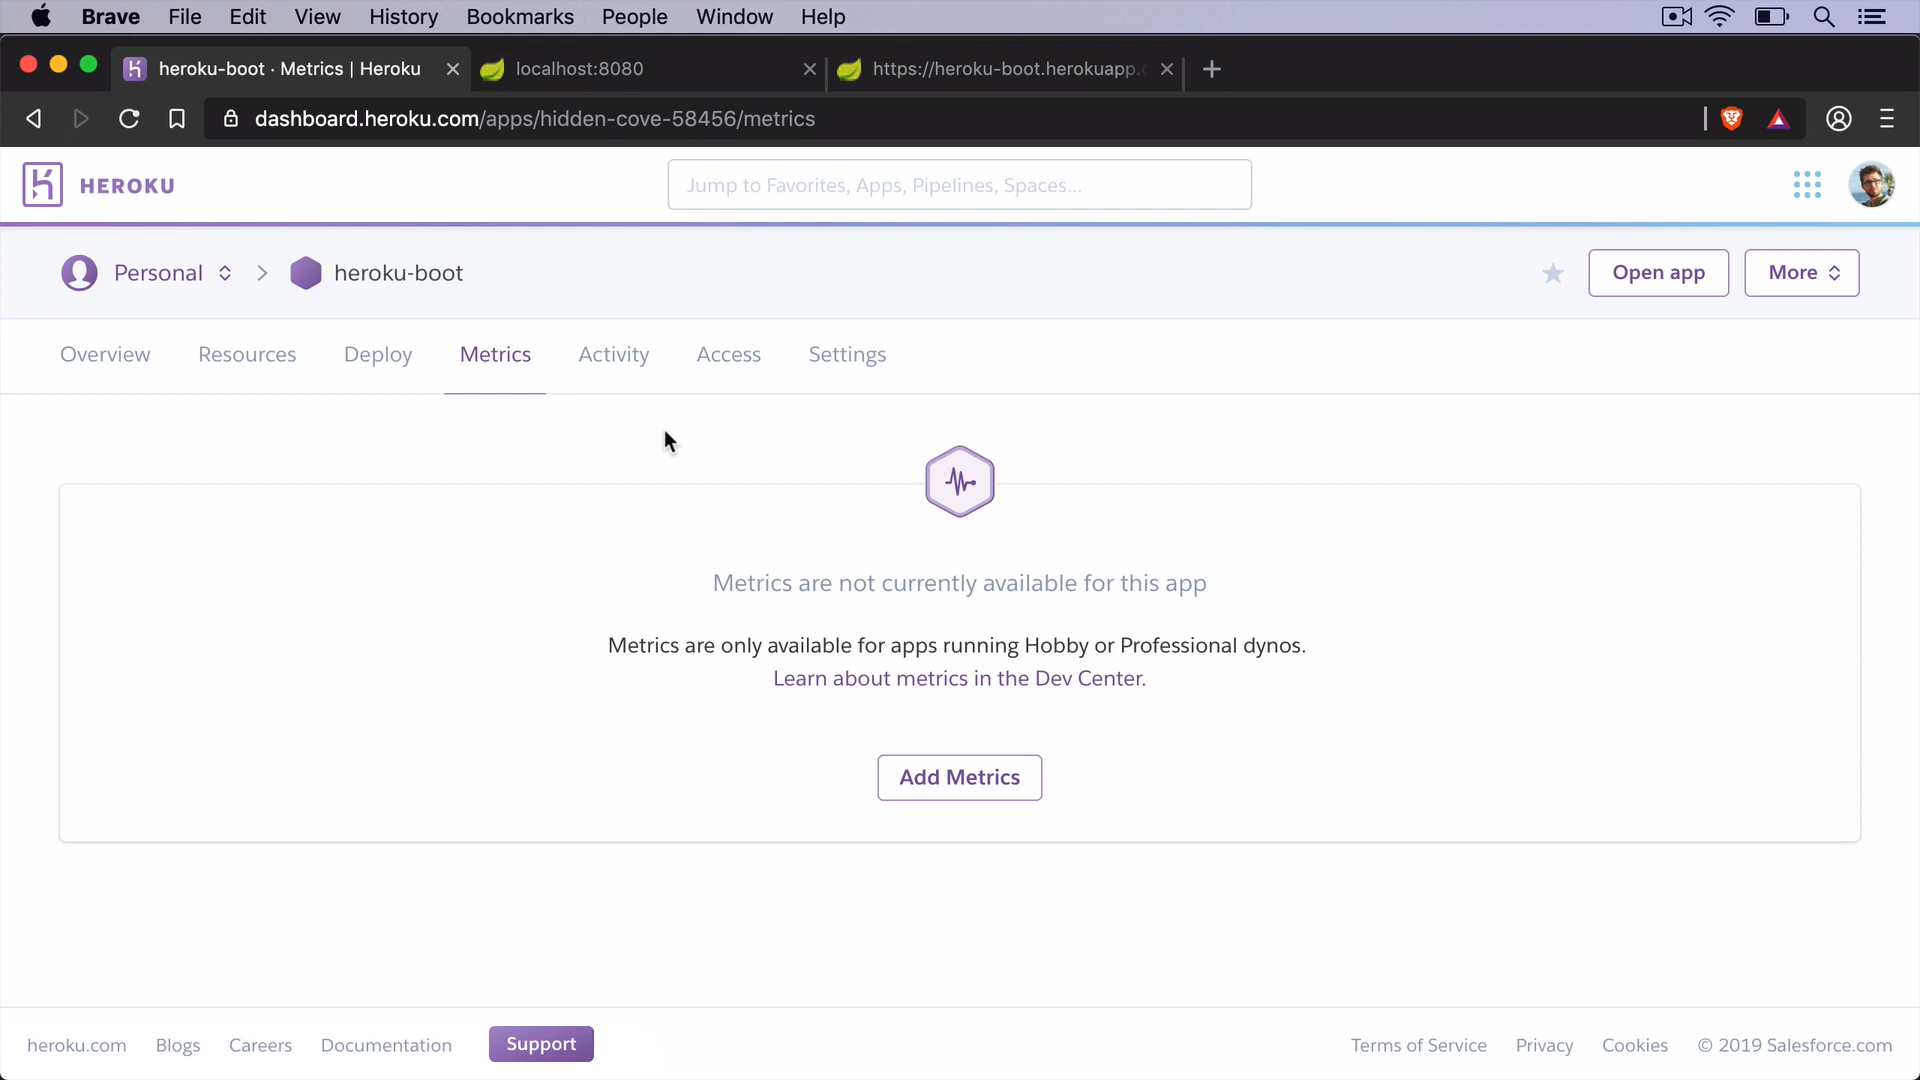 Brave File Edit View History Bookmarks People Window Help
heroku-boot · Metrics | Heroku
localhost:8080
https://heroku-boot.herokuapp.
dashboard.heroku.com/apps/hidden-cove-58456/metrics
HEROKU
Jump to Favorites, Apps, Pipelines, Spaces...
Personal
heroku-boot
Open app
More
Overview Resources Deploy Metrics Activity Access Settings
Metrics are not currently available for this app
Metrics are only available for apps running Hobby or Professional dynos.
Learn about metrics in the Dev Center.
Add Metrics
heroku.com Blogs Careers Documentation Support Terms of Service Privacy Cookies © 2019 Salesforce.com